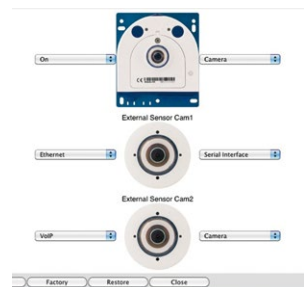 On
Camera
External Sensor Cam1
Ethernet
Serial Interface
External Sensor Cam2
VoIP
Camera
Factory
Restore
Close